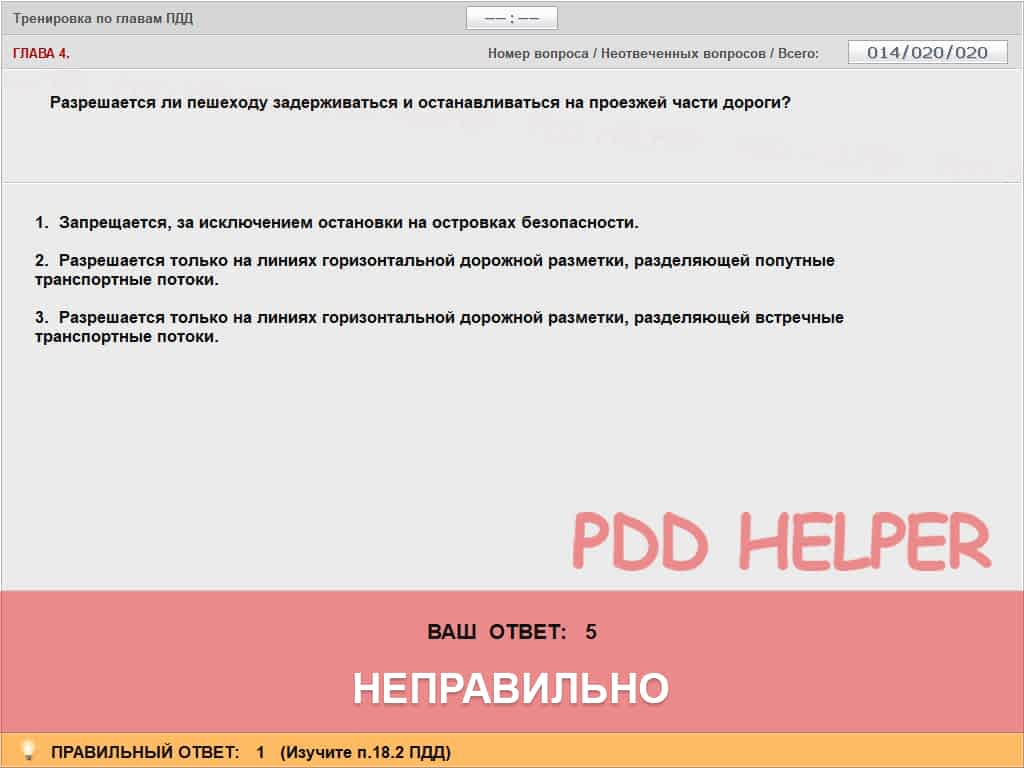 Тренировка по главам ПДД
—— : ——
ГЛАВА 4.
Номер вопроса / Неотвеченных вопросов / Всего:
014/020/020
Разрешается ли пешеходу задерживаться и останавливаться на проезжей части дороги?
1. Запрещается, за исключением остановки на островках безопасности.
2. Разрешается только на линиях горизонтальной дорожной разметки, разделяющей попутные
транспортные потоки.
3. Разрешается только на линиях горизонтальной дорожной разметки, разделяющей встречные
транспортные потоки.
PDD HELPER
ВАШ ОТВЕТ: 5
НЕПРАВИЛЬНО
ПРАВИЛЬНЫЙ ОТВЕТ: 1 (Изучите п.18.2 ПДД)